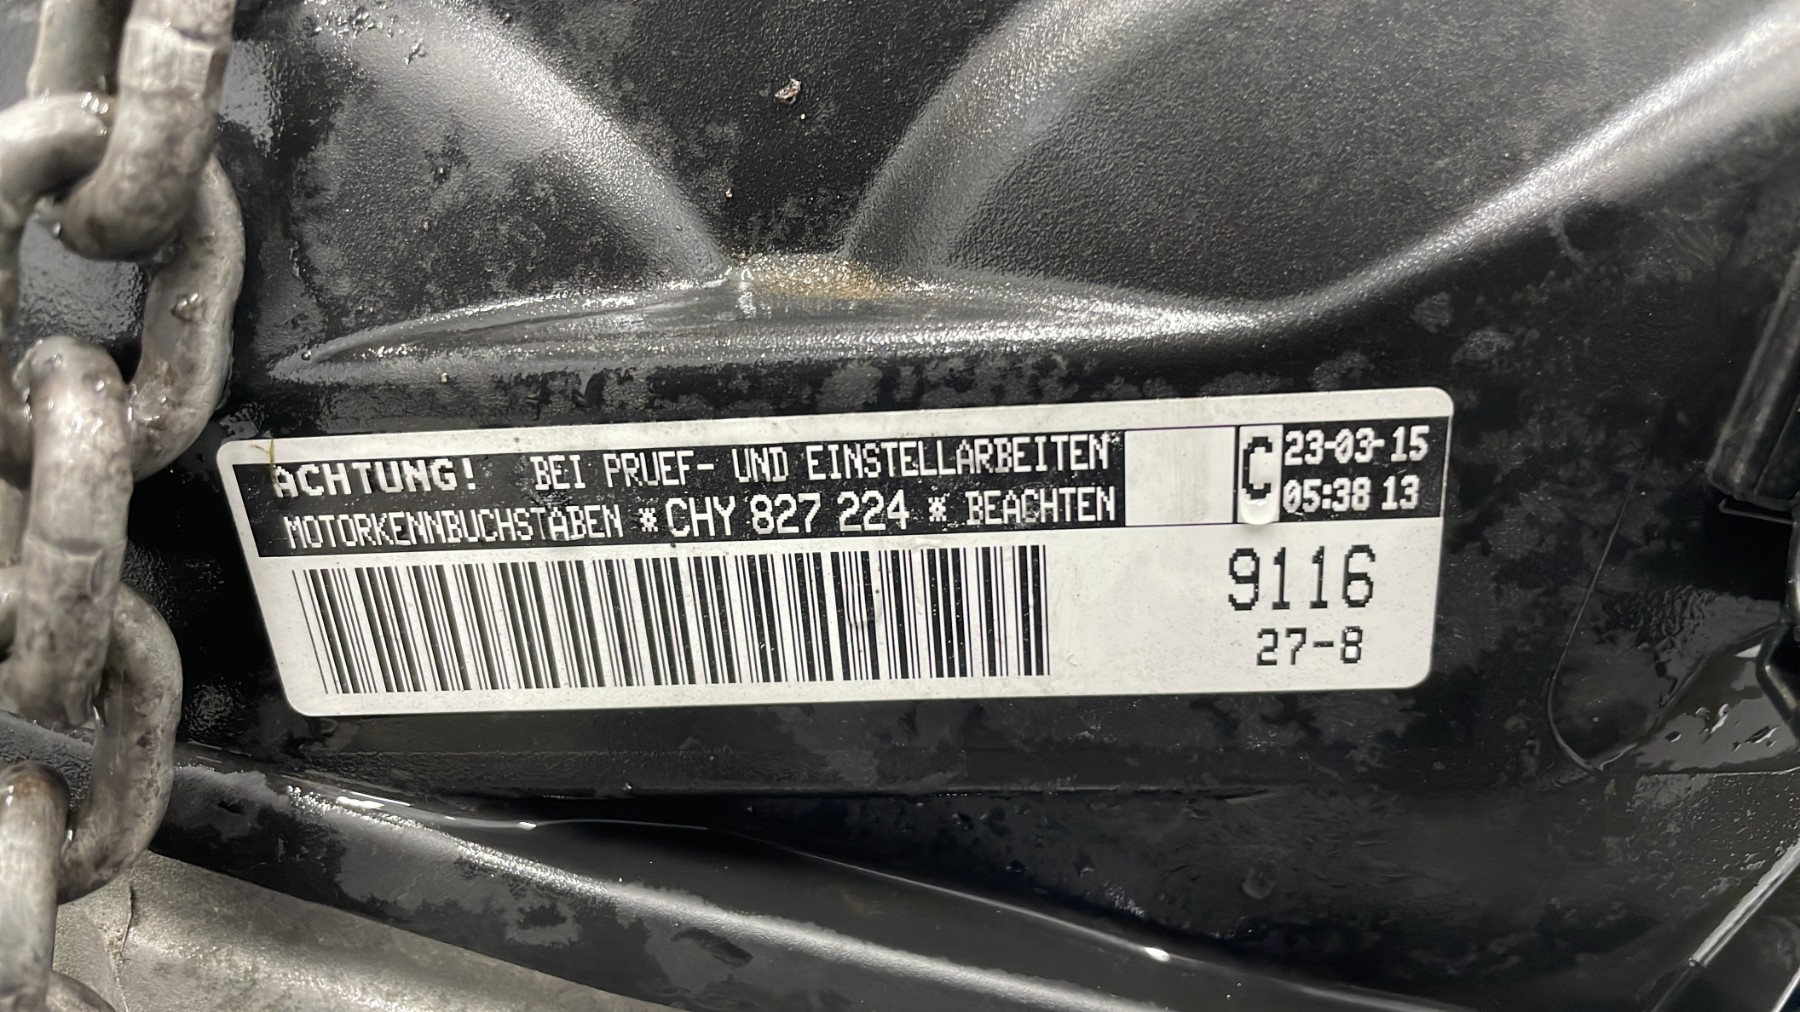 ACHTUNG! BEI PRUEF- UND EINSTELLARBEITEN
MOTORKENNBUCHSTABEN * CHY 827 224 * BEACHTEN
C
23-03-15
05:38 13
9116
27-8